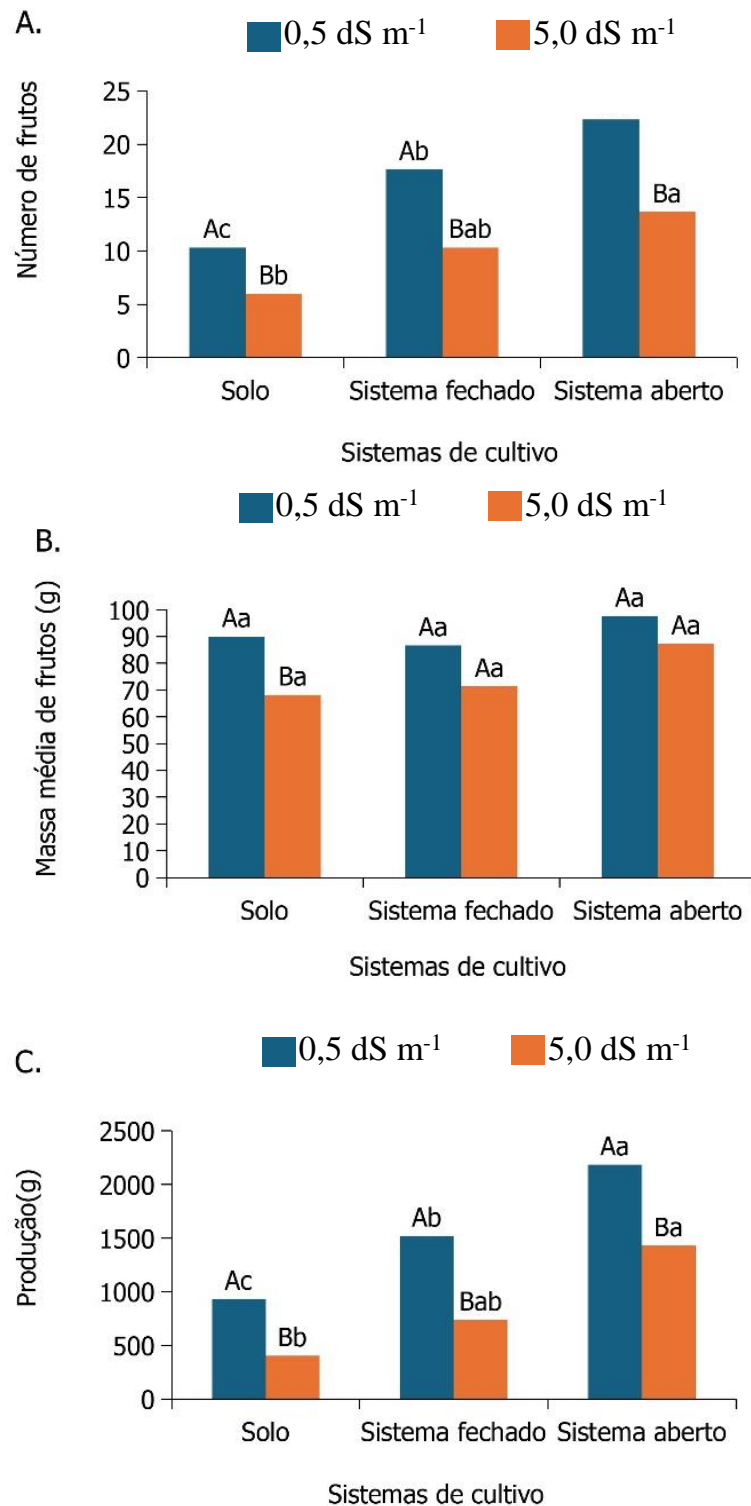 A.
0,5 dS m-1 5,0 dS m-1
Número de frutos
25
20
15
10
5
0
Ac
Bb
Ab
Bab
Ba
Solo Sistema fechado Sistema aberto
Sistemas de cultivo
0,5 dS m-1 5,0 dS m-1
B.
Massa média de frutos (g)
100
90
80
70
60
50
40
30
20
10
0
Aa
Ba
Aa
Aa
Aa
Aa
Solo Sistema fechado Sistema aberto
Sistemas de cultivo
0,5 dS m-1 5,0 dS m-1
C.
Produção(g)
2500
2000
1500
1000
500
0
Ac
Bb
Ab
Bab
Aa
Ba
Solo Sistema fechado Sistema aberto
Sistemas de cultivo